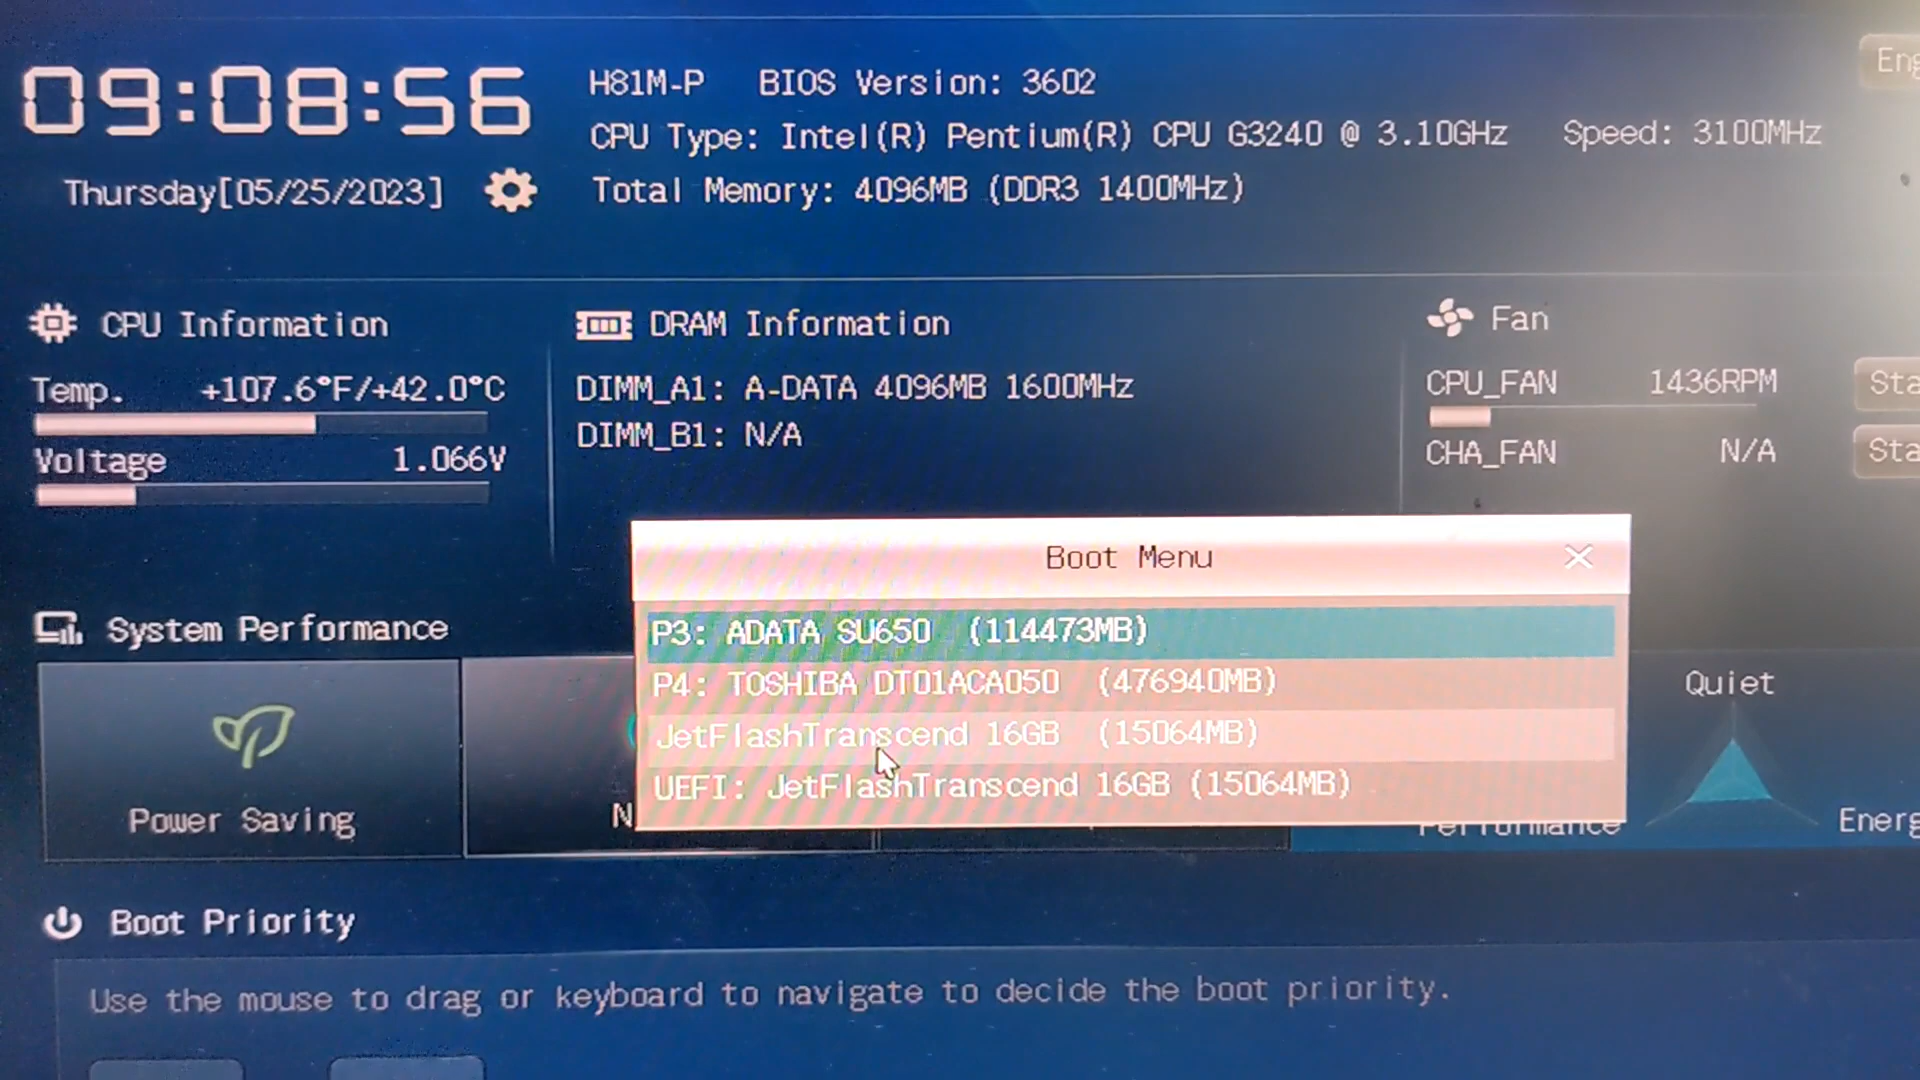 09:08:56
Thursday[05/25/2023]
H81M-P BIOS Version: 3602
CPU Type: Intel(R) Pentium(R) CPU G3240 @ 3.10GHz Speed: 3100MHz
Total Memory: 4096MB (DDR3 1400MHz)
CPU Information
Temp. +107.6°F/+42.0°C
Voltage 1.066V
DRAM Information
DIMM_A1: A-DATA 4096MB 1600MHz
DIMM_B1: N/A
Fan
CPU_FAN 1436RPM
CHA_FAN N/A
Boot Menu
P3: ADATA SU650 (114473MB)
P4: TOSHIBA DT01ACA050 (476940MB)
JetFlashTranscend 16GB (15064MB)
UEFI: JetFlashTranscend 16GB (15064MB)
System Performance
Power Saving
Quiet
Performance
Boot Priority
Use the mouse to drag or keyboard to navigate to decide the boot priority.